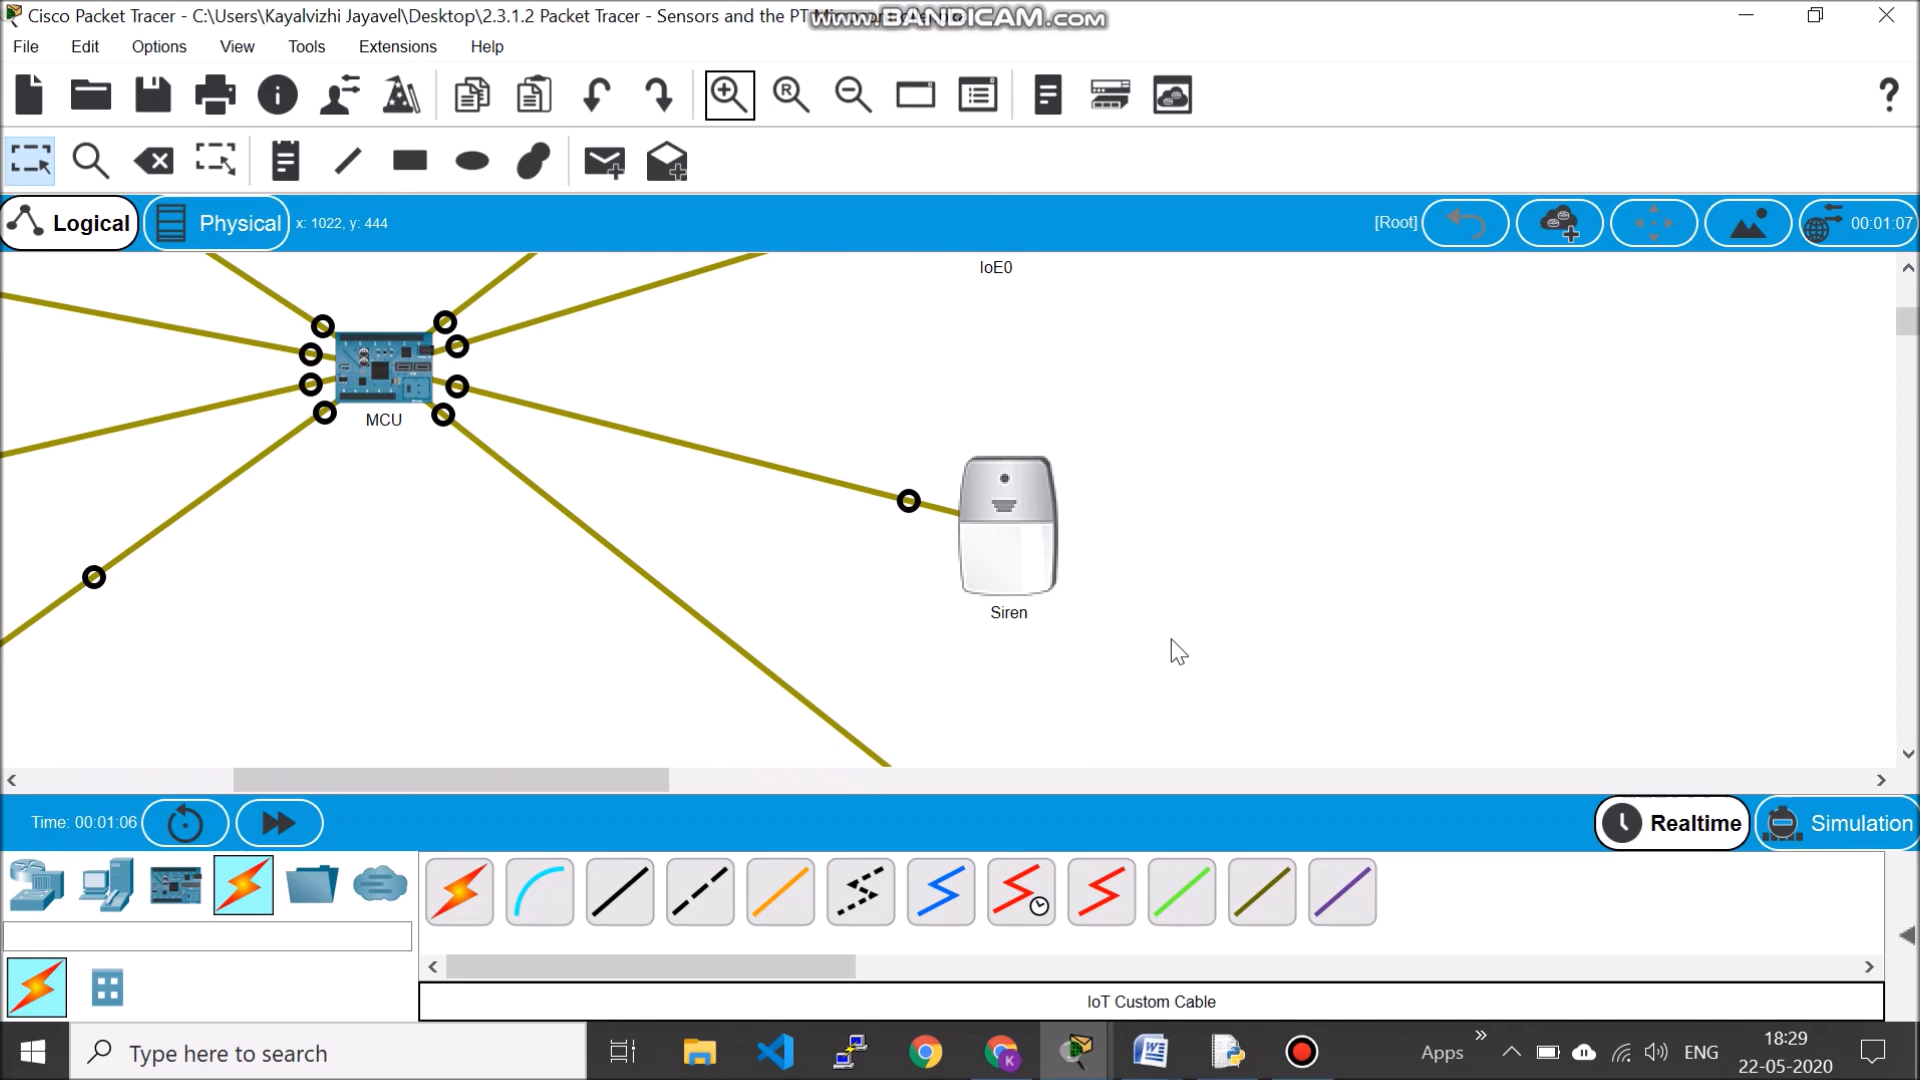 Cisco Packet Tracer - C:\Users\Kayalvizhi Jayavel\Desktop\2.3.1.2 Packet Tracer - Sensors and the PT
www.BANDICAM.com
File Edit Options View Tools Extensions Help
R
?
Logical Physical x: 1022, y: 444 [Root] 00:01:07
IoE0
MCU
Siren
Time: 00:01:06 Realtime Simulation
IoT Custom Cable
Type here to search
K
W
Apps
ENG
18:29
22-05-2020